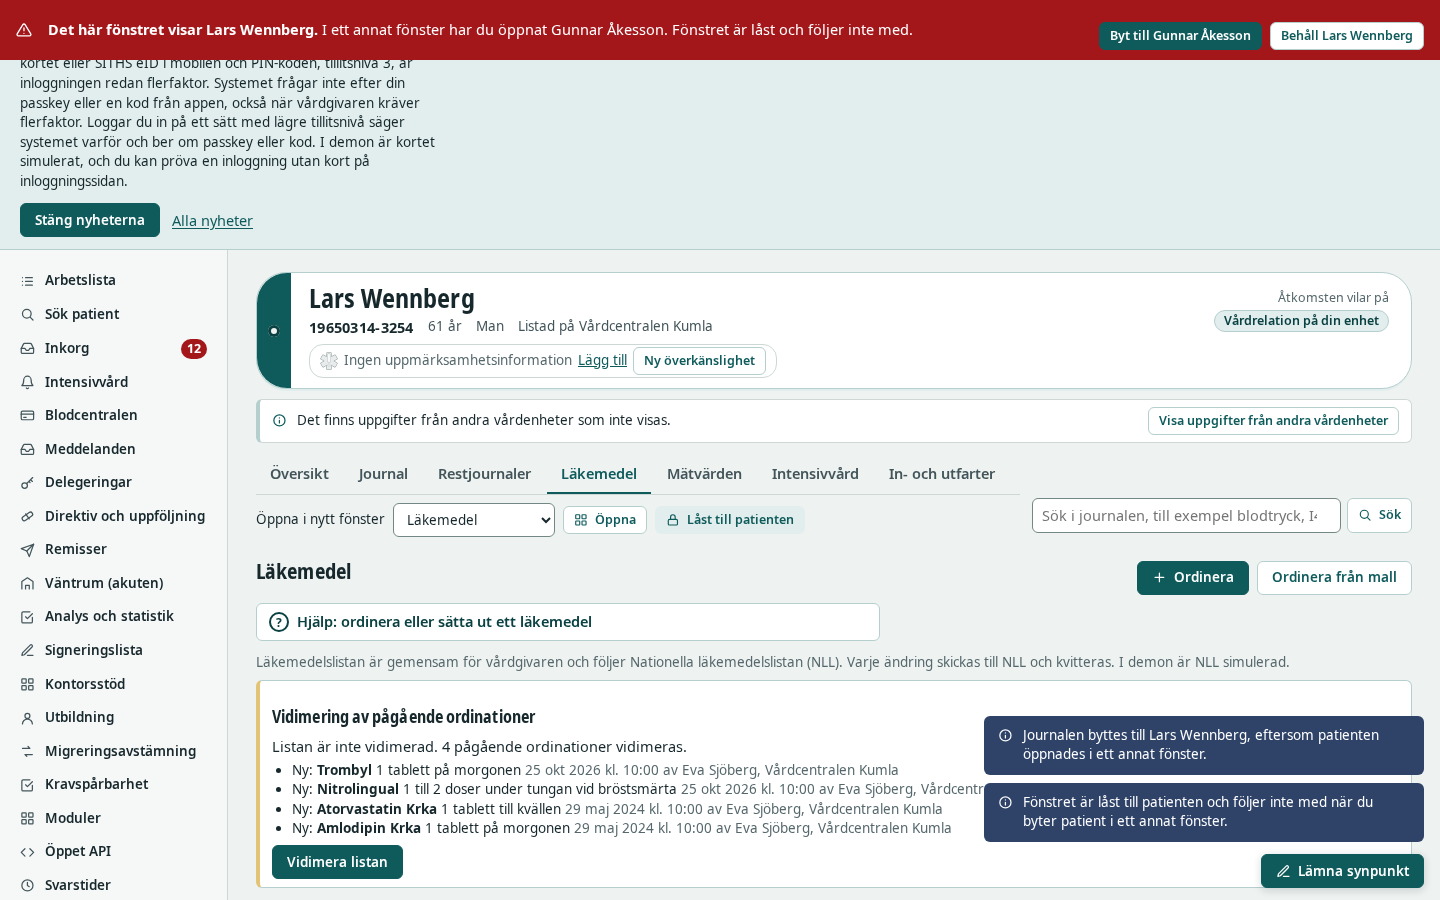 Det här fönstret visar Lars Wennberg. I ett annat fönster har du öppnat Gunnar Åkesson. Fönstret är låst och följer inte med.
Byt till Gunnar Åkesson
Behåll Lars Wennberg
kortet eller SITHS eID i mobilen och PIN-koden, tillitsnivå 3, är
inloggningen redan flerfaktor. Systemet frågar inte efter din
passkey eller en kod från appen, också när vårdgivaren kräver
flerfaktor. Loggar du in på ett sätt med lägre tillitsnivå säger
systemet varför och ber om passkey eller kod. I demon är kortet
simulerat, och du kan pröva en inloggning utan kort på
inloggningssidan.
Stäng nyheterna
Alla nyheter
Arbetslista
Sök patient
Inkorg
12
Intensivvård
Blodcentralen
Meddelanden
Delegeringar
Direktiv och uppföljning
Remisser
Väntrum (akuten)
Analys och statistik
Signeringslista
Kontorsstöd
Utbildning
Migreringsavstämning
Kravspårbarhet
Moduler
Öppet API
Svarstider
Lars Wennberg
19650314-3254 61 år Man Listad på Vårdcentralen Kumla
Ingen uppmärksamhetsinformation Lägg till Ny överkänslighet
Åtkomsten vilar på
Vårdrelation på din enhet
Det finns uppgifter från andra vårdenheter som inte visas.
Visa uppgifter från andra vårdenheter
Översikt Journal Restjournaler Läkemedel Mätvärden Intensivvård In- och utfarter
Öppna i nytt fönster Läkemedel Öppna Låst till patienten
Sök i journalen, till exempel blodtryck, I
Sök
Läkemedel
Ordinera
Ordinera från mall
? Hjälp: ordinera eller sätta ut ett läkemedel
Läkemedelslistan är gemensam för vårdgivaren och följer Nationella läkemedelslistan (NLL). Varje ändring skickas till NLL och kvitteras. I demon är NLL simulerad.
Vidimering av pågående ordinationer
Listan är inte vidimerad. 4 pågående ordinationer vidimeras.
Ny: Trombyl 1 tablett på morgonen 25 okt 2026 kl. 10:00 av Eva Sjöberg, Vårdcentralen Kumla
Ny: Nitrolingual 1 till 2 doser under tungan vid bröstsmärta 25 okt 2026 kl. 10:00 av Eva Sjöberg, Vårdcentr
Ny: Atorvastatin Krka 1 tablett till kvällen 29 maj 2024 kl. 10:00 av Eva Sjöberg, Vårdcentralen Kumla
Ny: Amlodipin Krka 1 tablett på morgonen 29 maj 2024 kl. 10:00 av Eva Sjöberg, Vårdcentralen Kumla
Vidimera listan
Journalen byttes till Lars Wennberg, eftersom patienten
öppnades i ett annat fönster.
Fönstret är låst till patienten och följer inte med när du
byter patient i ett annat fönster.
Lämna synpunkt